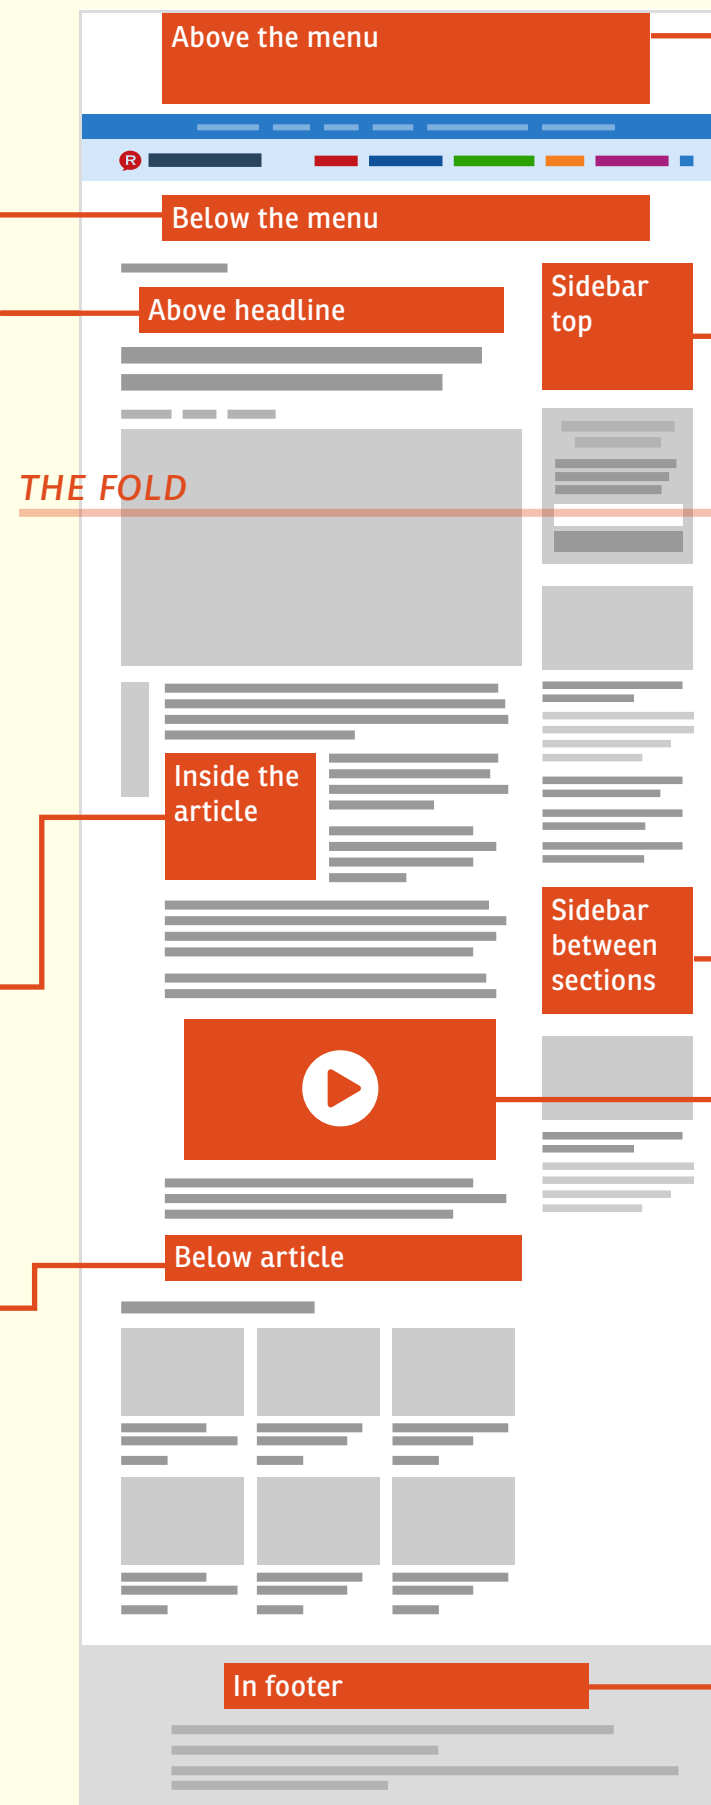 Above the menu
R
Below the menu
Above headline
Sidebar
top
THE FOLD
Inside the
article
Sidebar
between
sections
Below article
In footer